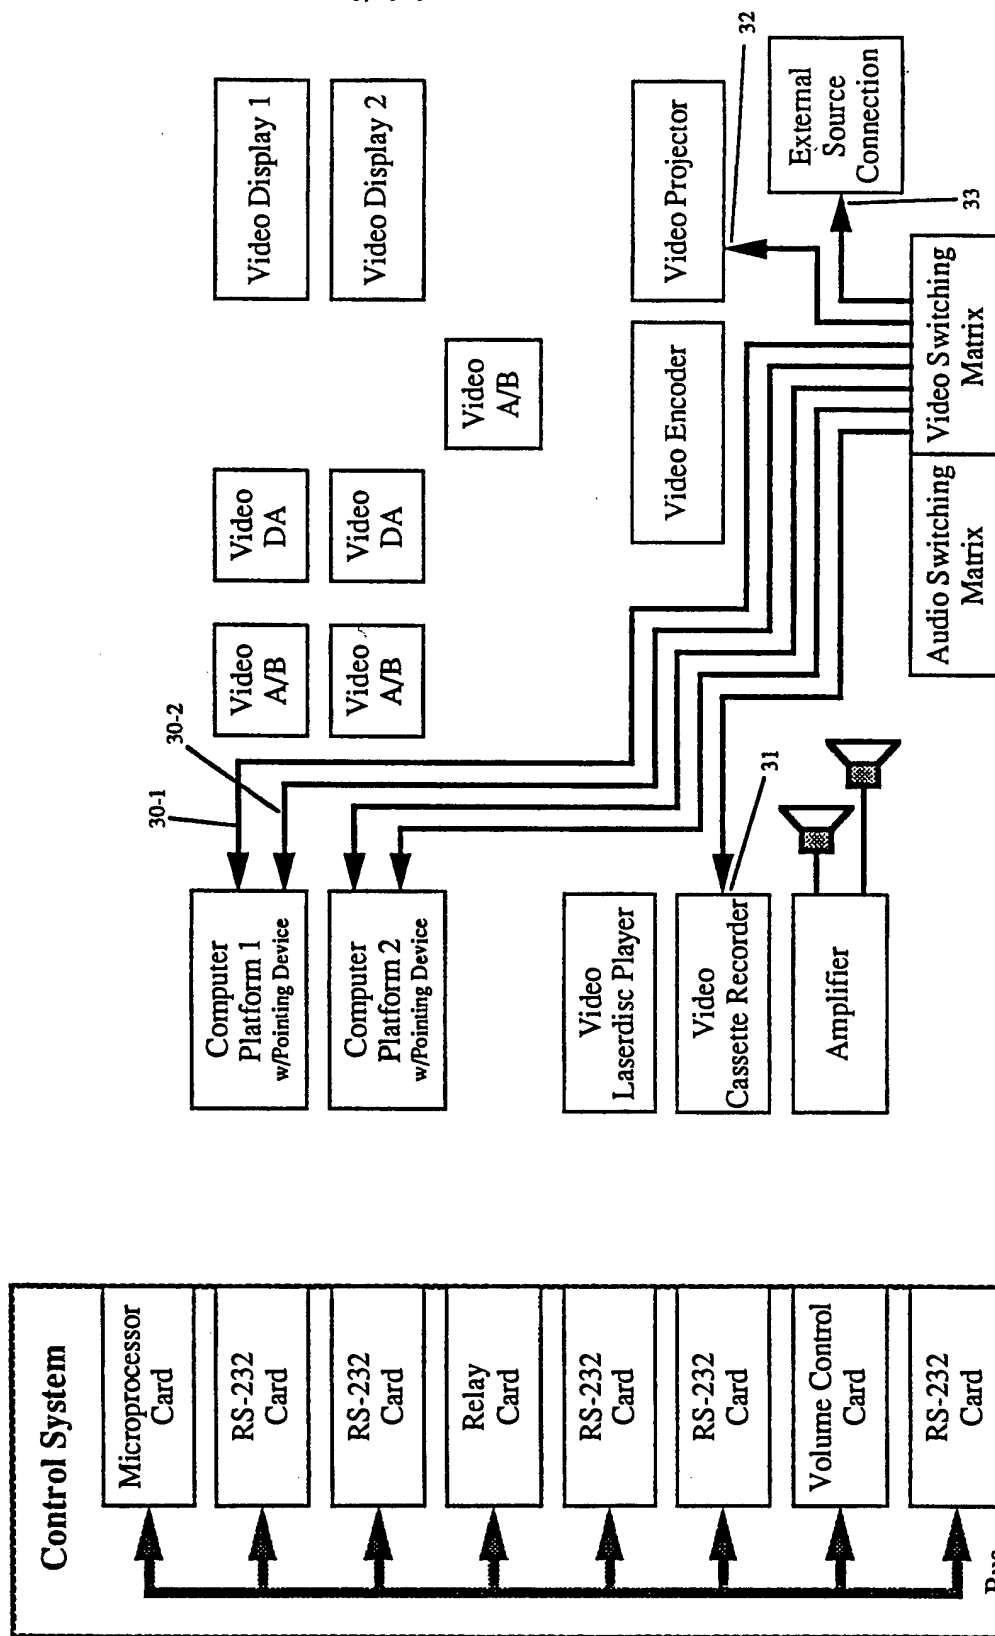 Control System
Microprocessor
Card
RS-232
Card
RS-232
Card
Relay
Card
RS-232
Card
RS-232
Card
Volume Control
Card
RS-232
Card
Computer
Platform 1
w/Pointing Device
Computer
Platform 2
w/Pointing Device
Video
Laserdisc Player
Video
Cassette Recorder
Amplifier
30-1
30-2
31
Video
A/B
Video
A/B
Video
DA
Video
DA
Video
A/B
Video Display 1
Video Display 2
Video Encoder
Video Projector
32
External
Source
Connection
33
Audio Switching
Matrix
Video Switching
Matrix